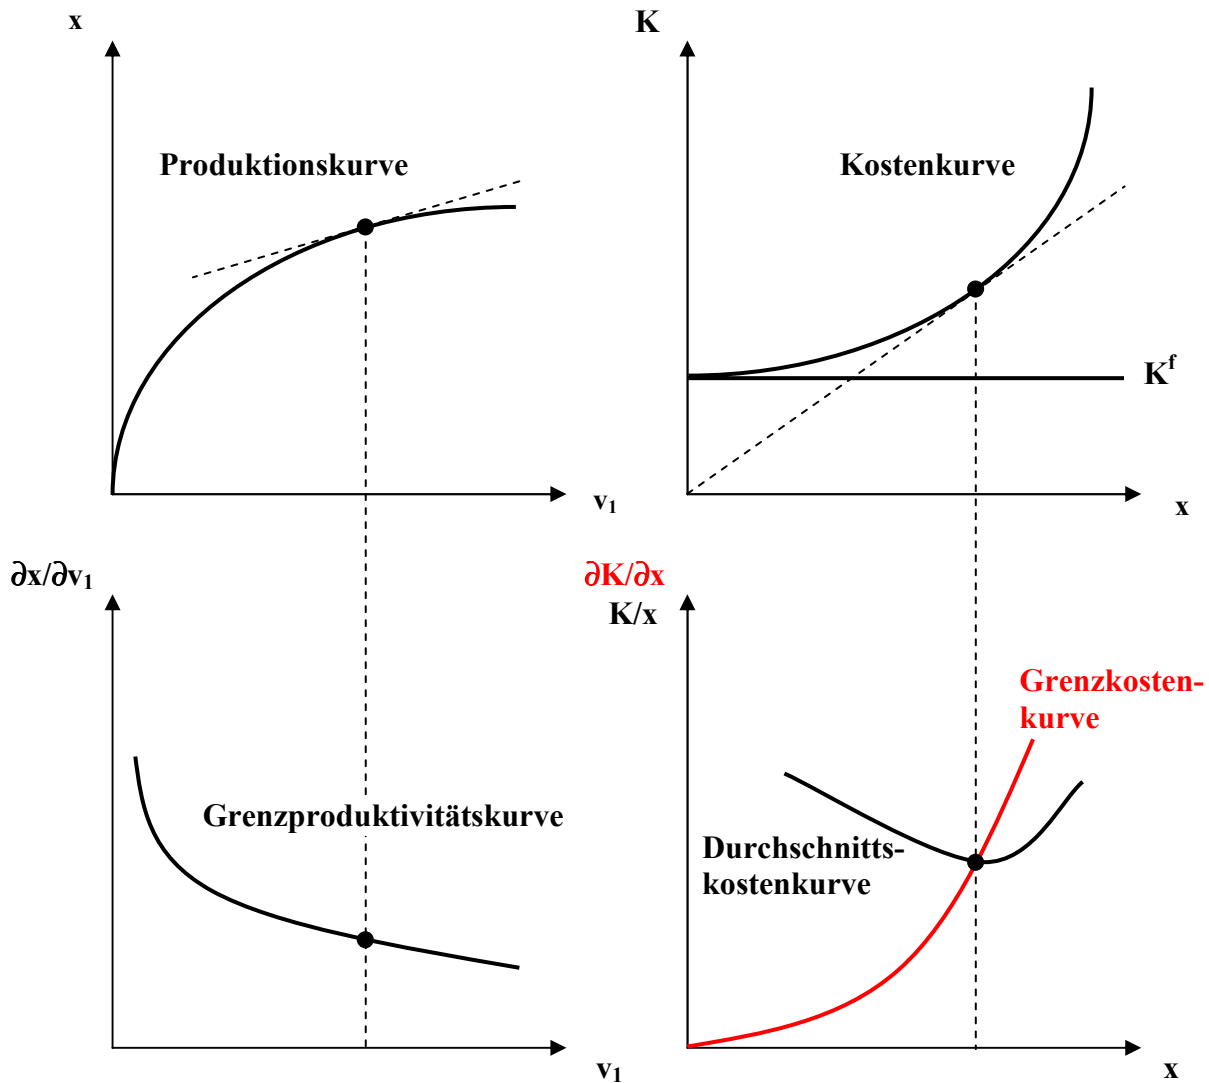 x
Produktionskurve
v₁
K
Kostenkurve
Kᶠ
x
∂x/∂v₁
Grenzproduktivitätskurve
v₁
∂K/∂x
K/x
Grenzkosten-
kurve
Durchschnitts-
kostenkurve
x